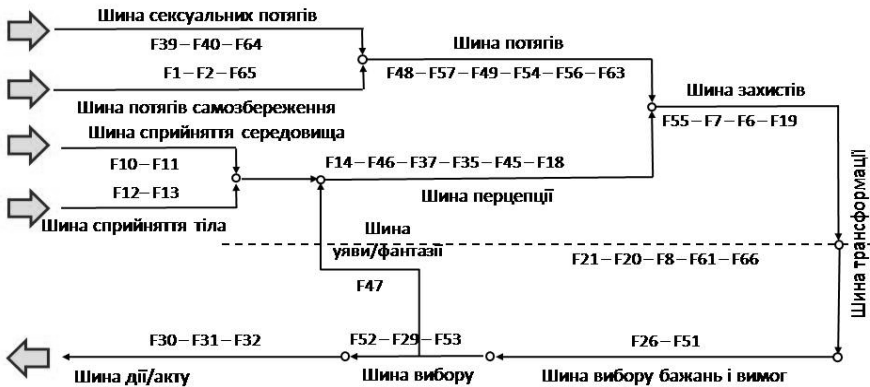 Шина сексуальних потягів
F39−F40−F64
Шина потягів
F1−F2−F65
F48−F57−F49−F54−F56−F63
Шина захистів
Шина потягів самозбереження
F55−F7−F6−F19
Шина сприйняття середовища
F10−F11
F14−F46−F37−F35−F45−F18
F12−F13
Шина перцепції
Шина сприйняття тіла
Шина
уяви/фантазії
F21−F20−F8−F61−F66
Шина трансформації
F47
F30−F31−F32
F52−F29−F53
F26−F51
Шина дії/акту
Шина вибору
Шина вибору бажань і вимог